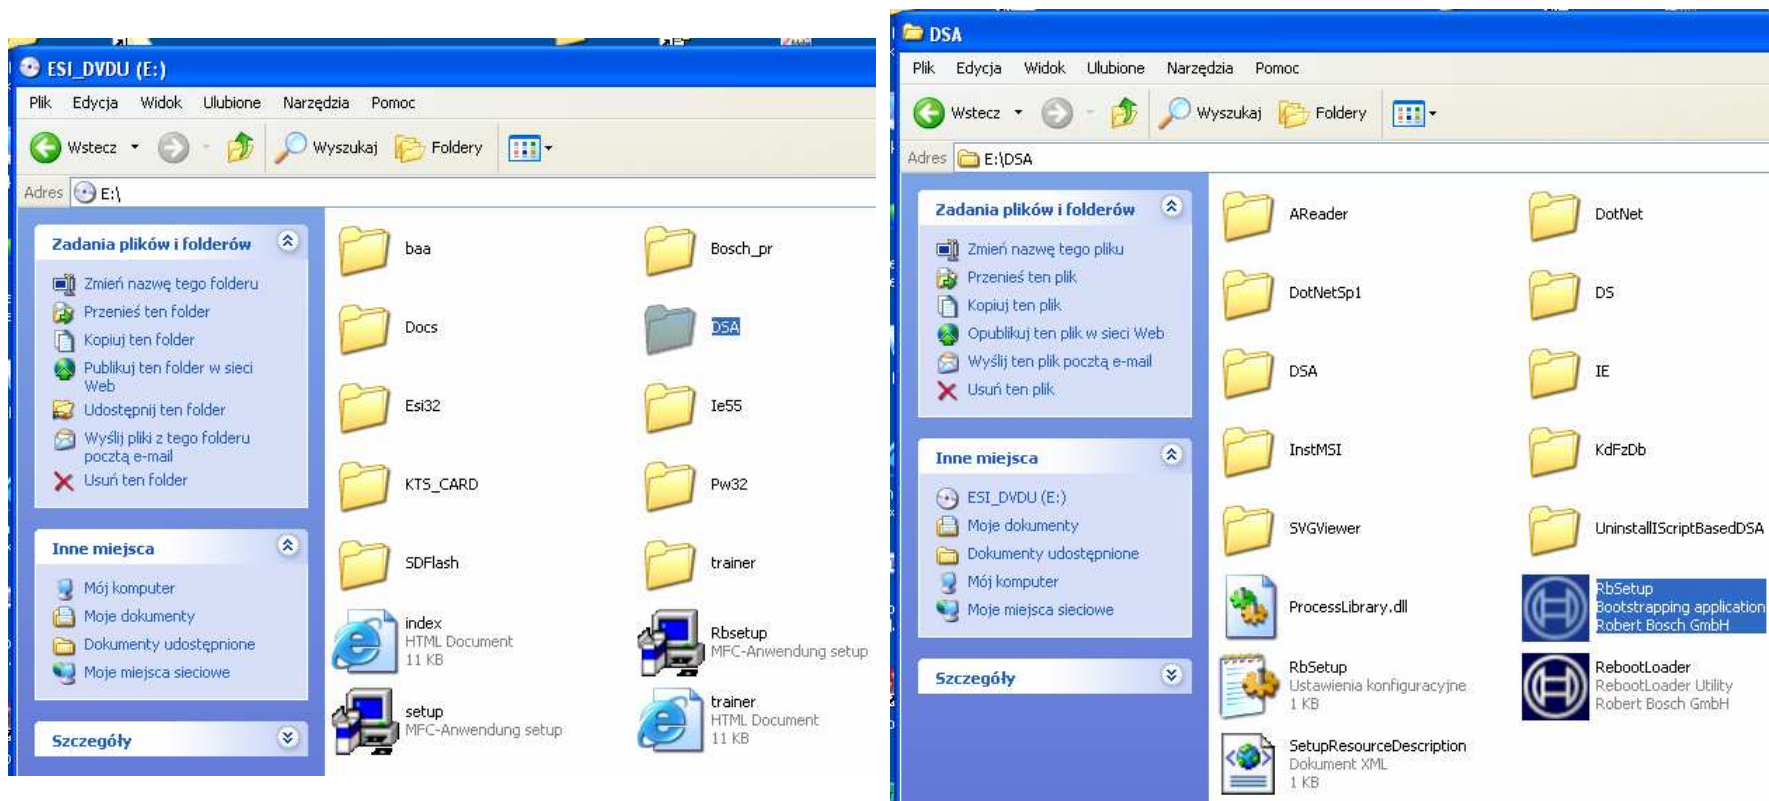 ESI_DVDU (E:)
Plik Edycja Widok Ulubione Narzędzia Pomoc
Wstecz Wyszukaj Foldery
Adres E:\
Zadania plików i folderów
Zmień nazwę tego folderu
Przenieś ten folder
Kopiuj ten folder
Publikuj ten folder w sieci
Web
Udostępnij ten folder
Wyślij pliki z tego folderu
pocztą e-mail
Usuń ten folder
Inne miejsca
Mój komputer
Moje dokumenty
Dokumenty udostępnione
Moje miejsca sieciowe
Szczegóły
baa Bosch_pr
Docs DSA
Esi32 Ie55
KTS_CARD Pw32
SDFlash trainer
index
HTML Document
11 KB
Rbsetup
MFC-Anwendung setup
setup
MFC-Anwendung setup
trainer
HTML Document
11 KB
DSA
Plik Edycja Widok Ulubione Narzędzia Pomoc
Wstecz Wyszukaj Foldery
Adres E:\DSA
Zadania plików i folderów
Zmień nazwę tego pliku
Przenieś ten plik
Kopiuj ten plik
Opublikuj ten plik w sieci Web
Wyślij ten plik pocztą e-mail
Usuń ten plik
Inne miejsca
ESI_DVDU (E:)
Moje dokumenty
Dokumenty udostępnione
Mój komputer
Moje miejsca sieciowe
Szczegóły
AReader DotNet
DotNetSp1 DS
DSA IE
InstMSI KdFzDb
SVGViewer UninstallIScriptBasedDSA
ProcessLibrary.dll
RbSetup
Bootstrapping application
Robert Bosch GmbH
RbSetup
Ustawienia konfiguracyjne
1 KB
RebootLoader
RebootLoader Utility
Robert Bosch GmbH
SetupResourceDescription
Dokument XML
1 KB